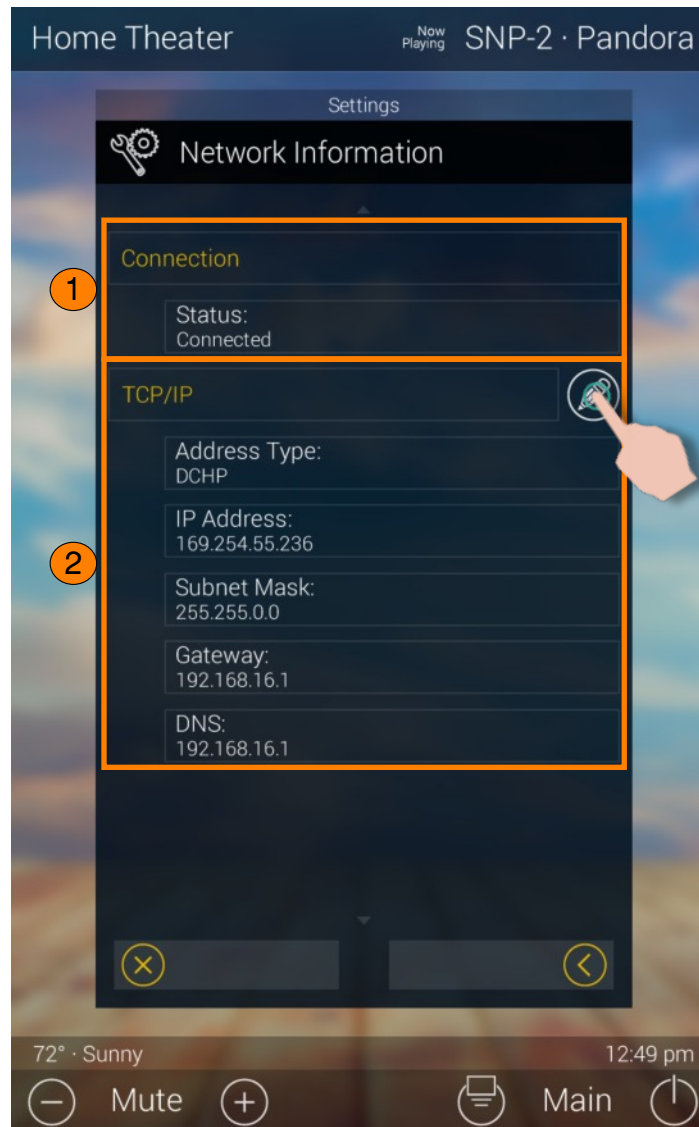 Home Theater
Now Playing
SNP-2 · Pandora
Settings
Network Information
1
Connection
Status:
Connected
TCP/IP
Address Type:
DCHP
IP Address:
169.254.55.236
2
Subnet Mask:
255.255.0.0
Gateway:
192.168.16.1
DNS:
192.168.16.1
72° · Sunny
12:49 pm
Mute
Main